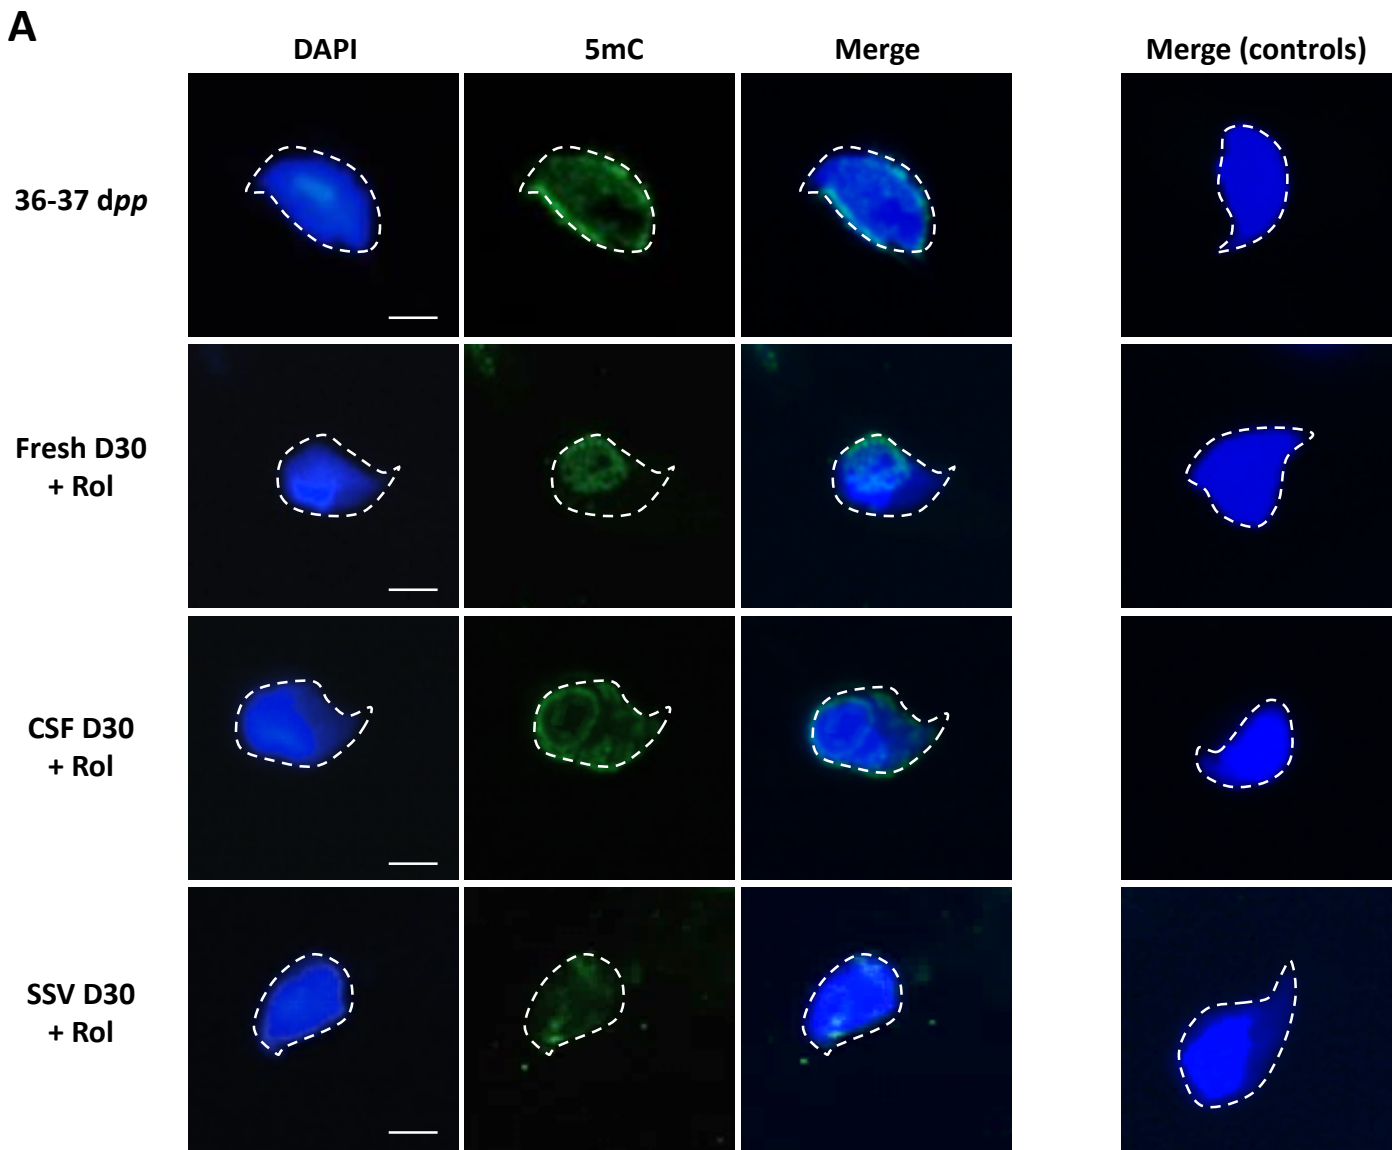 A
DAPI
5mC
Merge
Merge (controls)
36-37 dpp
Fresh D30
+ Rol
CSF D30
+ Rol
SSV D30
+ Rol